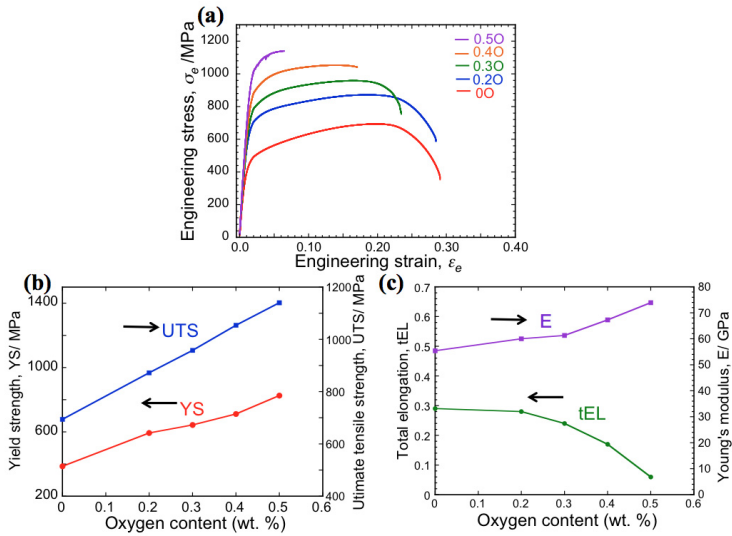 (a)
1200
1000
800
600
400
200
0
Engineering stress, σe /MPa
0.5O
0.4O
0.3O
0.2O
0O
0.0
0.10
0.20
0.30
0.40
Engineering strain, εe
(b)
1400
1000
600
200
Yield strength, YS/ MPa
UTS
YS
1200
1000
800
600
400
Utimate tensile strength, UTS/ MPa
0
0.1
0.2
0.3
0.4
0.5
0.6
Oxygen content (wt. %)
(c)
0.7
0.6
0.5
0.4
0.3
0.2
0.1
0
Total elongation, tEL
E
tEL
80
70
60
50
40
30
20
10
0
Young's modulus, E/ GPa
0
0.1
0.2
0.3
0.4
0.5
0.6
Oxygen content (wt. %)